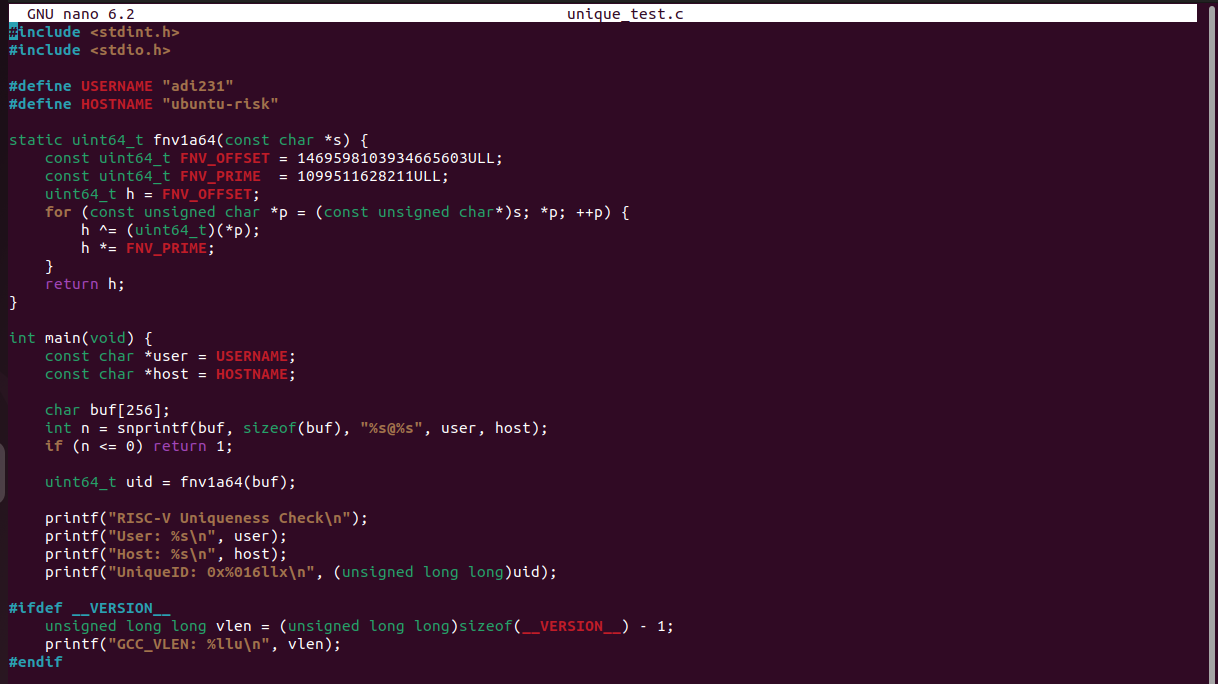 GNU nano 6.2 unique_test.c
#include <stdint.h>
#include <stdio.h>

#define USERNAME "adi231"
#define HOSTNAME "ubuntu-risk"

static uint64_t fnv1a64(const char *s) {
    const uint64_t FNV_OFFSET = 1469598103934665603ULL;
    const uint64_t FNV_PRIME  = 1099511628211ULL;
    uint64_t h = FNV_OFFSET;
    for (const unsigned char *p = (const unsigned char*)s; *p; ++p) {
        h ^= (uint64_t)(*p);
        h *= FNV_PRIME;
    }
    return h;
}

int main(void) {
    const char *user = USERNAME;
    const char *host = HOSTNAME;

    char buf[256];
    int n = snprintf(buf, sizeof(buf), "%s@%s", user, host);
    if (n <= 0) return 1;

    uint64_t uid = fnv1a64(buf);

    printf("RISC-V Uniqueness Check\n");
    printf("User: %s\n", user);
    printf("Host: %s\n", host);
    printf("UniqueID: 0x%016llx\n", (unsigned long long)uid);

#ifdef __VERSION__
    unsigned long long vlen = (unsigned long long)sizeof(__VERSION__) - 1;
    printf("GCC_VLEN: %llu\n", vlen);
#endif